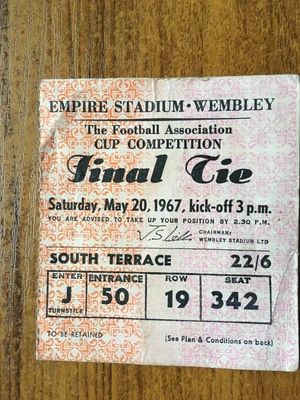 EMPIRE STADIUM • WEMBLEY
The Football Association
CUP COMPETITION
Final Tie
Saturday, May 20, 1967, kick-off 3 p.m.
YOU ARE ADVISED TO TAKE UP YOUR POSITION BY 2.30 P.M.
CHAIRMAN:
WEMBLEY STADIUM LTD
SOUTH TERRACE 22/6
ENTER ENTRANCE ROW SEAT
J 50 19 342
TURNSTILE
TO BE RETAINED (See Plan & Conditions on back)